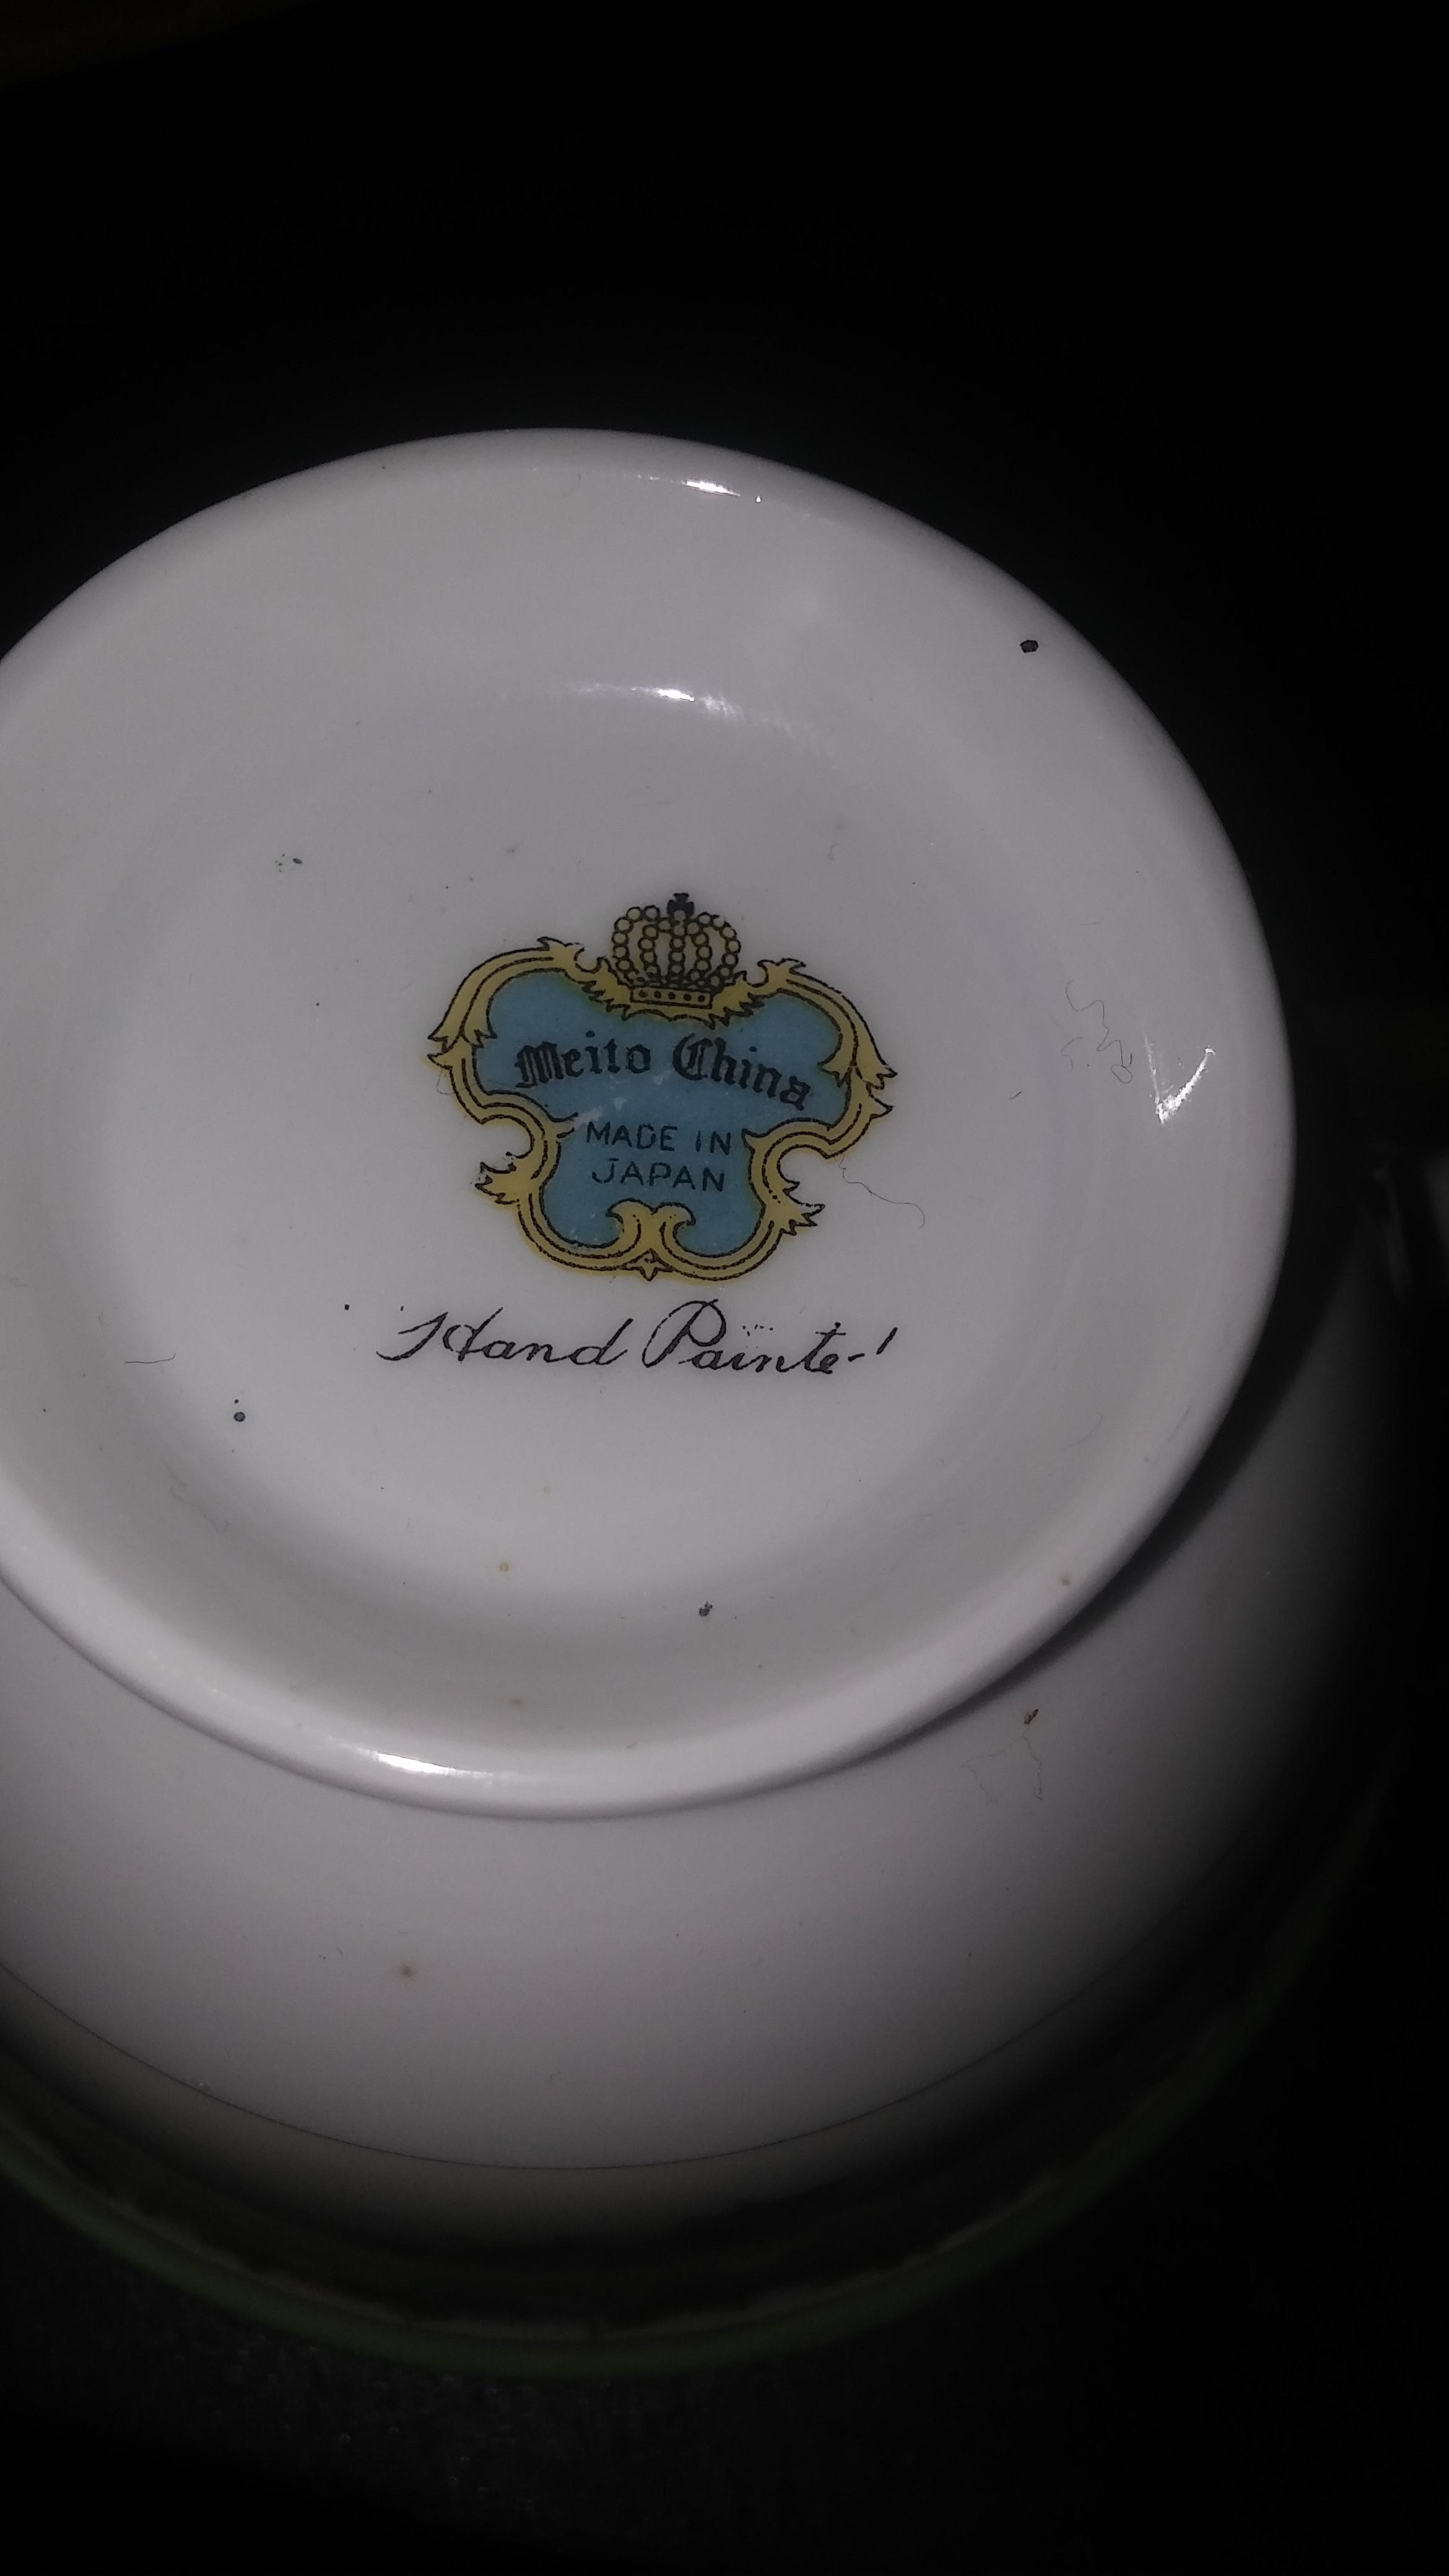 Meito China
MADE IN
JAPAN
Hand Painte